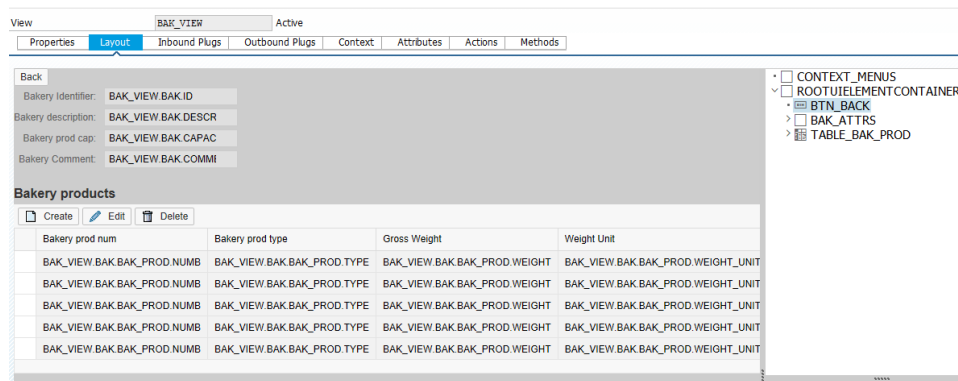 View BAK_VIEW Active
Properties Layout Inbound Plugs Outbound Plugs Context Attributes Actions Methods
Back
Bakery Identifier: BAK_VIEW.BAK.ID
Bakery description: BAK_VIEW.BAK.DESCR
Bakery prod cap: BAK_VIEW.BAK.CAPAC
Bakery Comment: BAK_VIEW.BAK.COMME
Bakery products
Create Edit Delete
Bakery prod num Bakery prod type Gross Weight Weight Unit
BAK_VIEW.BAK.BAK_PROD.NUMB BAK_VIEW.BAK.BAK_PROD.TYPE BAK_VIEW.BAK.BAK_PROD.WEIGHT BAK_VIEW.BAK.BAK_PROD.WEIGHT_UNIT
BAK_VIEW.BAK.BAK_PROD.NUMB BAK_VIEW.BAK.BAK_PROD.TYPE BAK_VIEW.BAK.BAK_PROD.WEIGHT BAK_VIEW.BAK.BAK_PROD.WEIGHT_UNIT
BAK_VIEW.BAK.BAK_PROD.NUMB BAK_VIEW.BAK.BAK_PROD.TYPE BAK_VIEW.BAK.BAK_PROD.WEIGHT BAK_VIEW.BAK.BAK_PROD.WEIGHT_UNIT
BAK_VIEW.BAK.BAK_PROD.NUMB BAK_VIEW.BAK.BAK_PROD.TYPE BAK_VIEW.BAK.BAK_PROD.WEIGHT BAK_VIEW.BAK.BAK_PROD.WEIGHT_UNIT
BAK_VIEW.BAK.BAK_PROD.NUMB BAK_VIEW.BAK.BAK_PROD.TYPE BAK_VIEW.BAK.BAK_PROD.WEIGHT BAK_VIEW.BAK.BAK_PROD.WEIGHT_UNIT
CONTEXT_MENUS
ROOTUIELEMENTCONTAINER
BTN_BACK
BAK_ATTRS
TABLE_BAK_PROD